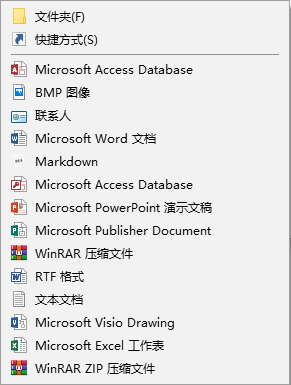 文件夹(F)
快捷方式(S)
Microsoft Access Database
BMP 图像
联系人
Microsoft Word 文档
Markdown
Microsoft Access Database
Microsoft PowerPoint 演示文稿
Microsoft Publisher Document
WinRAR 压缩文件
RTF 格式
文本文档
Microsoft Visio Drawing
Microsoft Excel 工作表
WinRAR ZIP 压缩文件